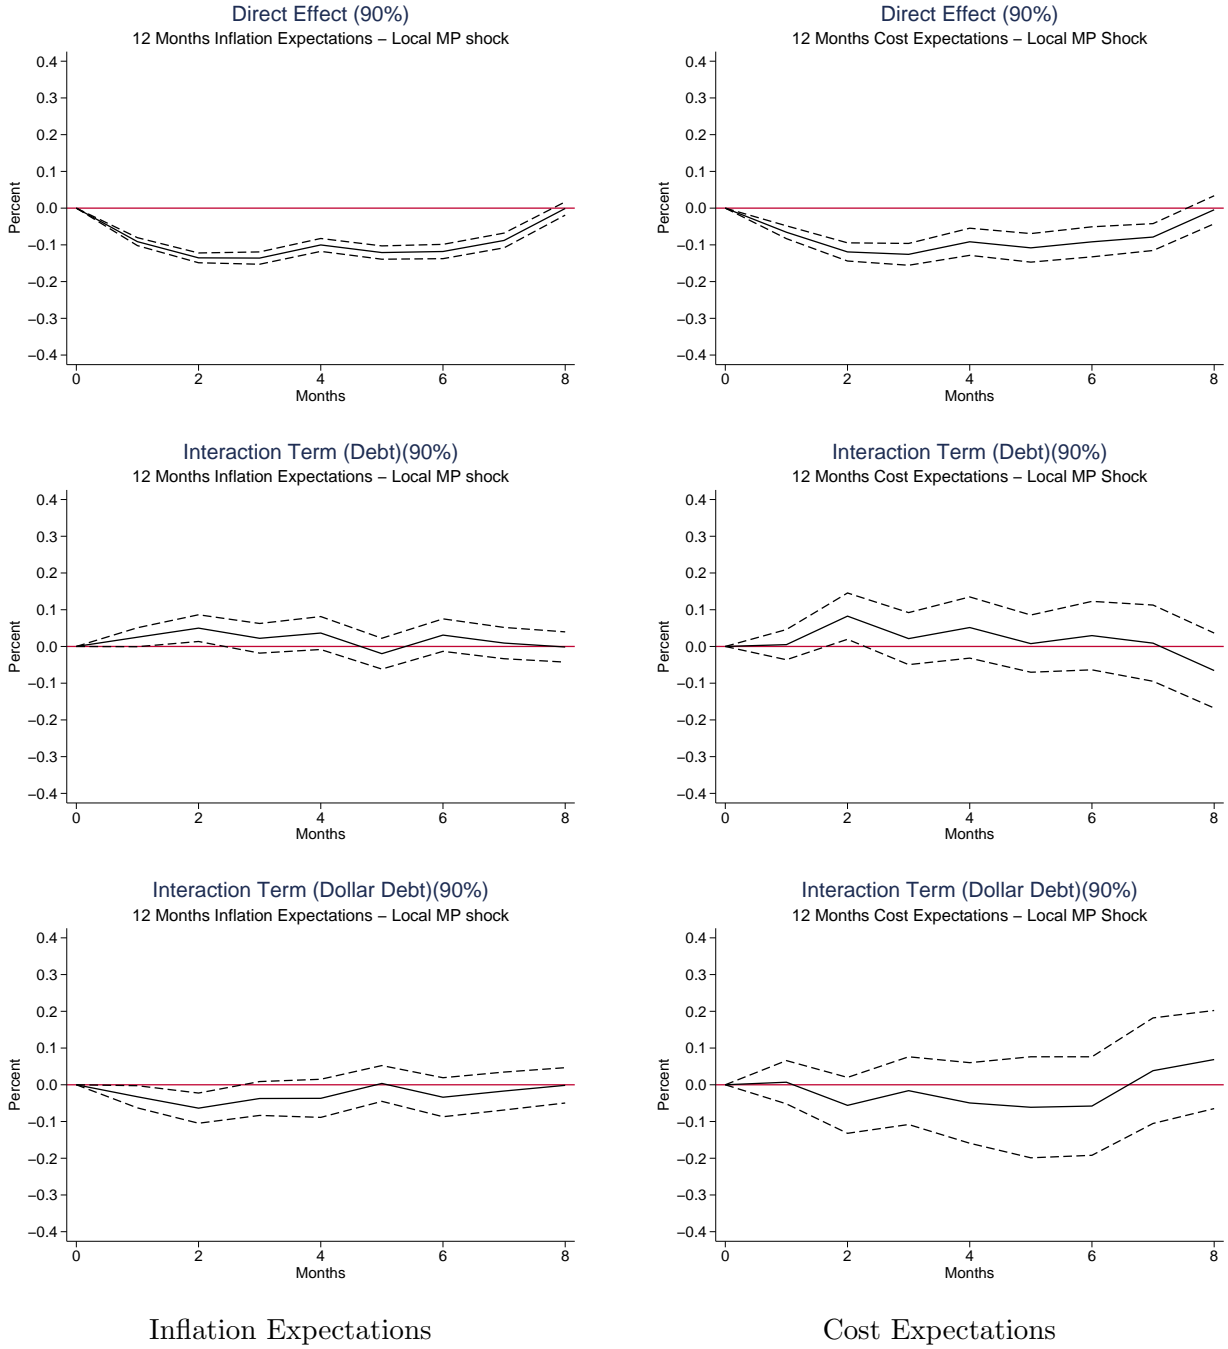 Direct Effect (90%)
12 Months Inflation Expectations – Local MP shock
0.4
0.3
0.2
0.1
0.0
−0.1
−0.2
−0.3
−0.4
Percent
0 2 4 6 8
Months
Direct Effect (90%)
12 Months Cost Expectations – Local MP Shock
0.4
0.3
0.2
0.1
0.0
−0.1
−0.2
−0.3
−0.4
Percent
0 2 4 6 8
Months
Interaction Term (Debt)(90%)
12 Months Inflation Expectations – Local MP shock
0.4
0.3
0.2
0.1
0.0
−0.1
−0.2
−0.3
−0.4
Percent
0 2 4 6 8
Months
Interaction Term (Debt)(90%)
12 Months Cost Expectations – Local MP Shock
0.4
0.3
0.2
0.1
0.0
−0.1
−0.2
−0.3
−0.4
Percent
0 2 4 6 8
Months
Interaction Term (Dollar Debt)(90%)
12 Months Inflation Expectations – Local MP shock
0.4
0.3
0.2
0.1
0.0
−0.1
−0.2
−0.3
−0.4
Percent
0 2 4 6 8
Months
Interaction Term (Dollar Debt)(90%)
12 Months Cost Expectations – Local MP Shock
0.4
0.3
0.2
0.1
0.0
−0.1
−0.2
−0.3
−0.4
Percent
0 2 4 6 8
Months
Inflation Expectations
Cost Expectations